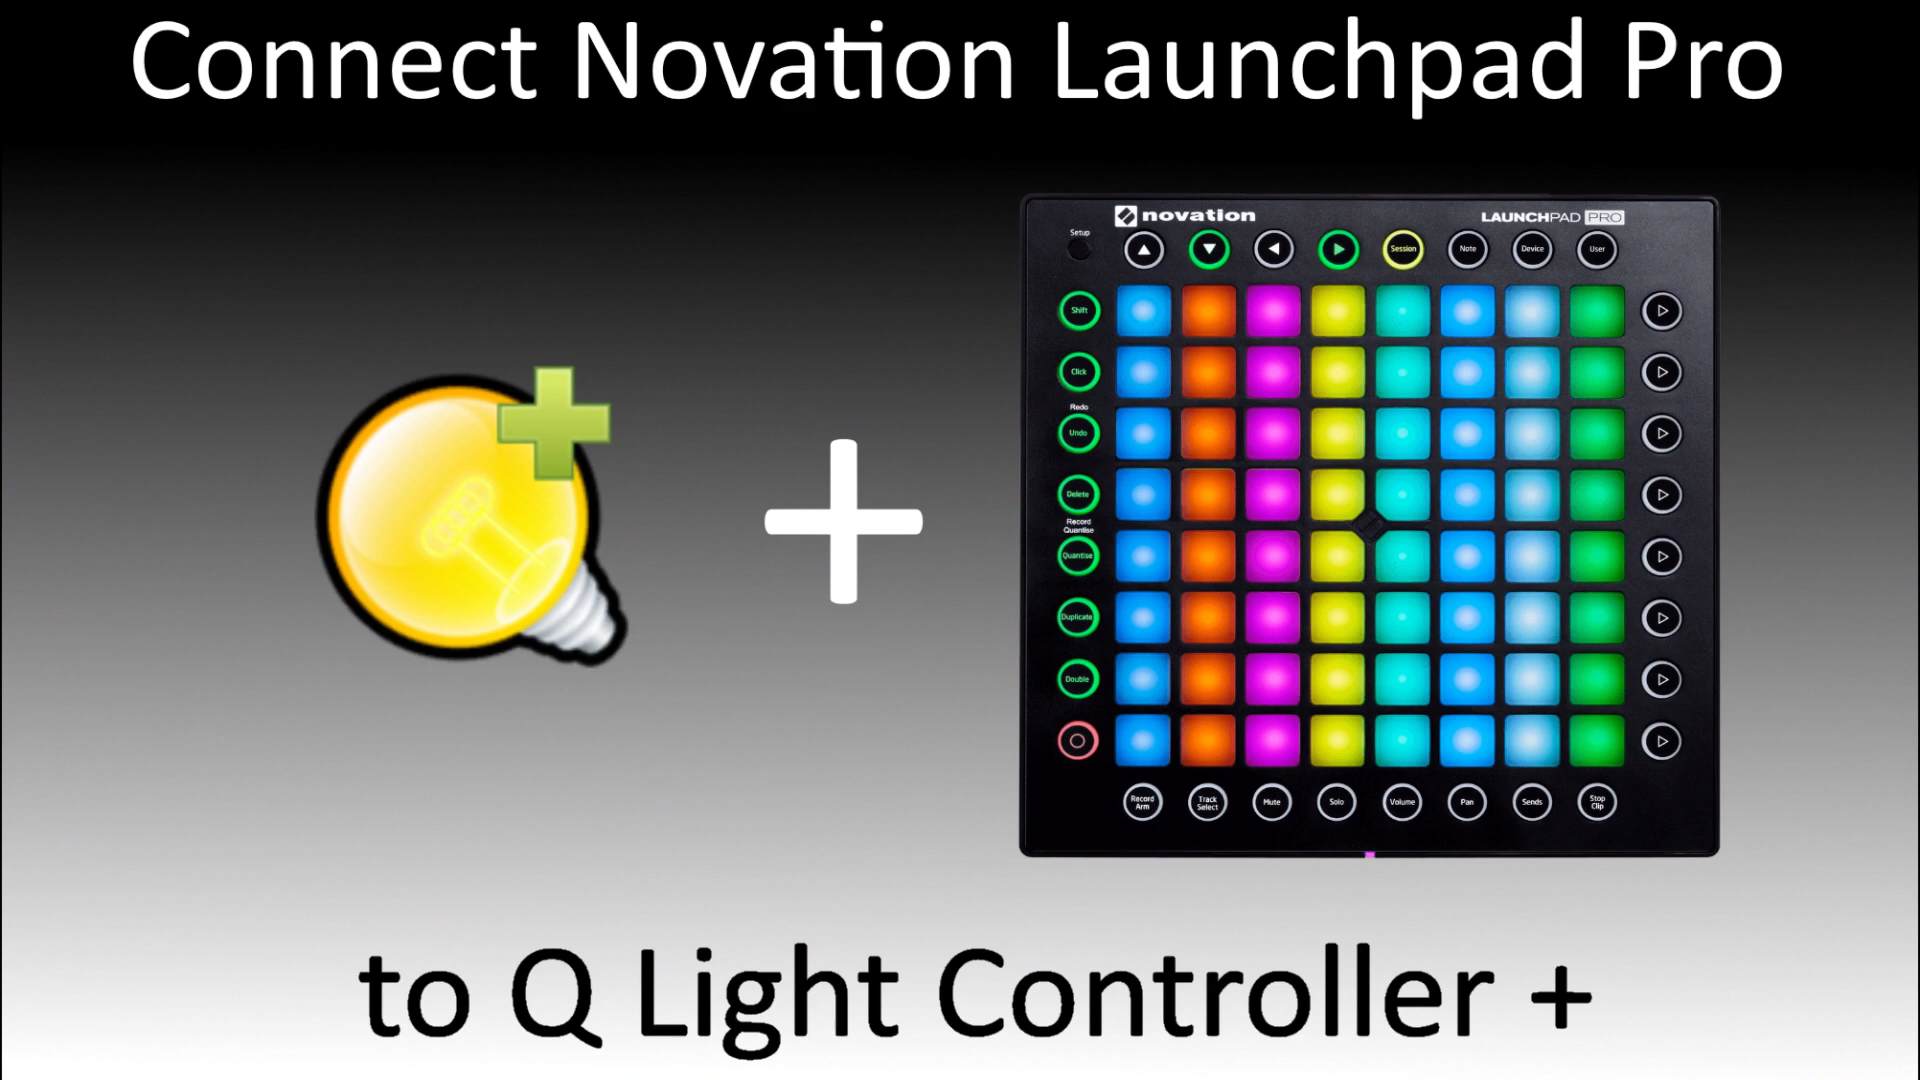 Connect Novation Launchpad Pro
novation
LAUNCHPAD PRO
Setup
Session
Note
Device
User
Shift
Click
Redo
Undo
Delete
Record
Quantise
Quantise
Duplicate
Double
Record
Arm
Track
Select
Mute
Solo
Volume
Pan
Sends
Stop
Clip
to Q Light Controller +